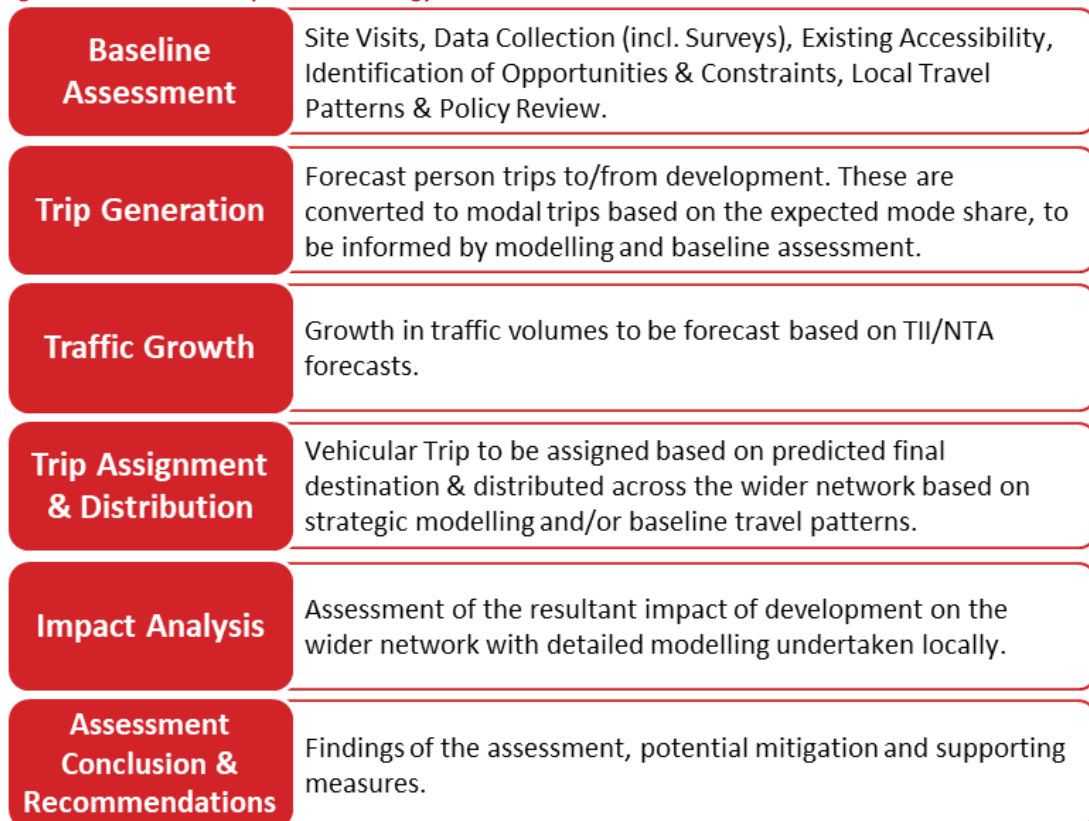 Baseline
Assessment
Site Visits, Data Collection (incl. Surveys), Existing Accessibility,
Identification of Opportunities & Constraints, Local Travel
Patterns & Policy Review.
Trip Generation
Forecast person trips to/from development. These are
converted to modal trips based on the expected mode share, to
be informed by modelling and baseline assessment.
Traffic Growth
Growth in traffic volumes to be forecast based on TII/NTA
forecasts.
Trip Assignment
& Distribution
Vehicular Trip to be assigned based on predicted final
destination & distributed across the wider network based on
strategic modelling and/or baseline travel patterns.
Impact Analysis
Assessment of the resultant impact of development on the
wider network with detailed modelling undertaken locally.
Assessment
Conclusion &
Recommendations
Findings of the assessment, potential mitigation and supporting
measures.